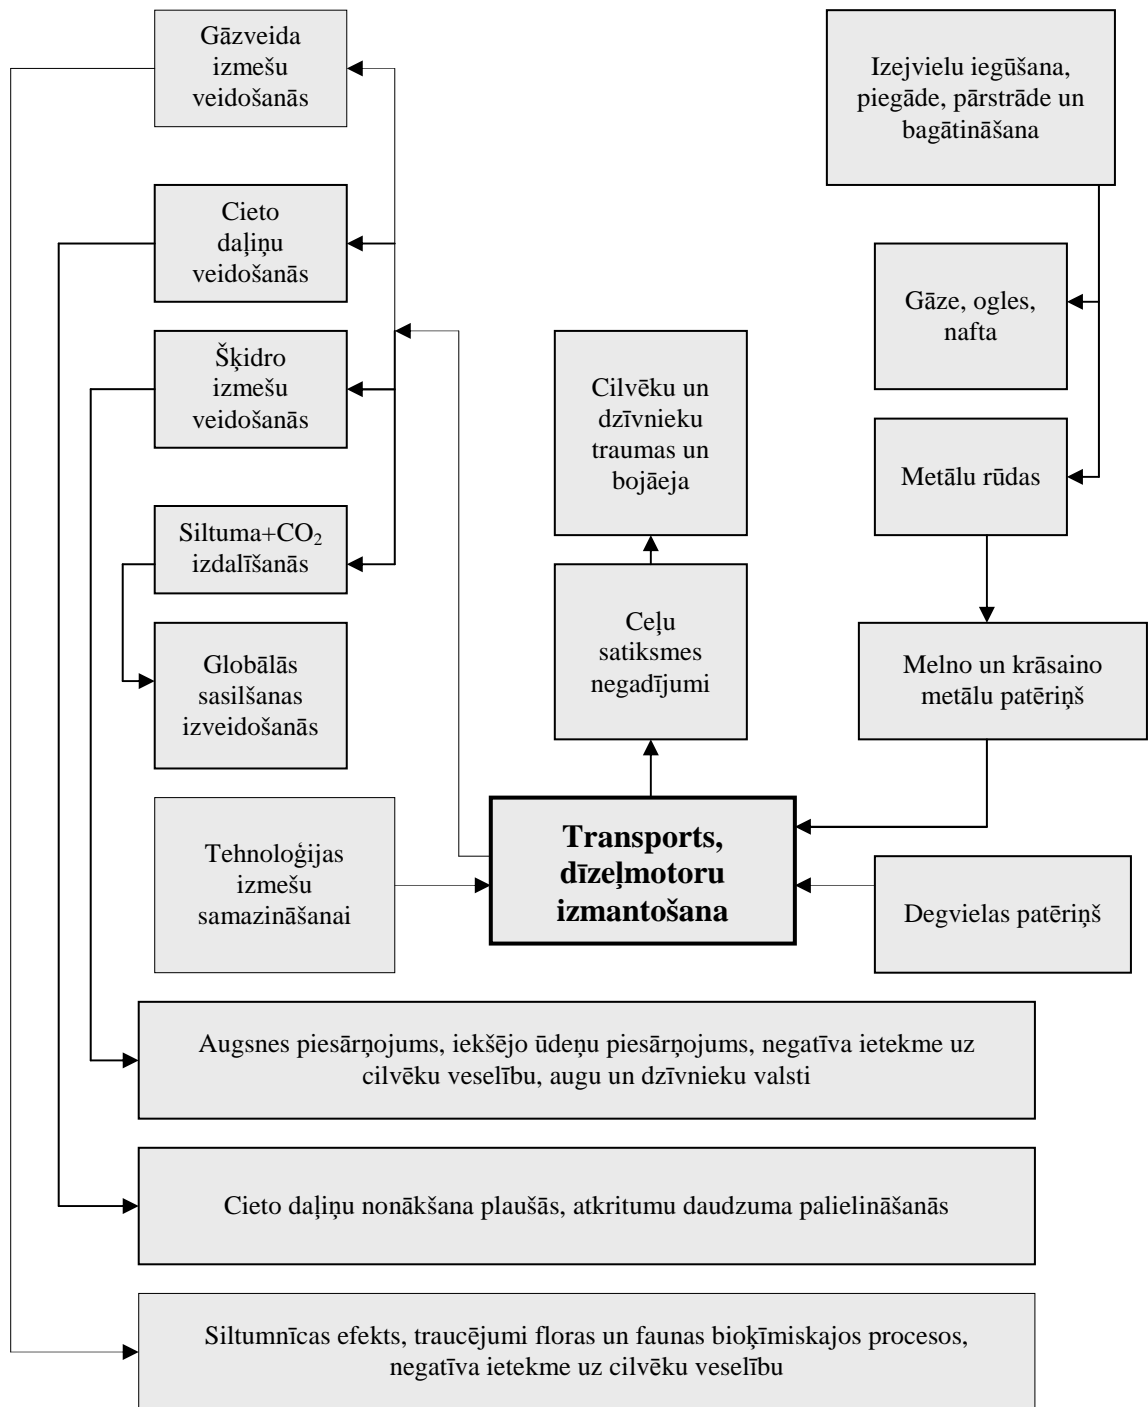 Gāzveida
izmešu
veidošanās
Izejvielu iegūšana,
piegāde, pārstrāde un
bagātināšana
Cieto
daļiņu
veidošanās
Gāze, ogles,
nafta
Šķidro
izmešu
veidošanās
Cilvēku un
dzīvnieku
traumas un
bojāeja
Metālu rūdas
Siltuma+CO₂
izdalīšanās
Ceļu
satiksmes
negadījumi
Globālās
sasilšanas
izveidošanās
Melno un krāsaino
metālu patēriņš
Tehnoloģijas
izmešu
samazināšanai
Transports,
dīzeļmotoru
izmantošana
Degvielas patēriņš
Augsnes piesārņojums, iekšējo ūdeņu piesārņojums, negatīva ietekme uz
cilvēku veselību, augu un dzīvnieku valsti
Cieto daļiņu nonākšana plaušās, atkritumu daudzuma palielināšanās
Siltumnīcas efekts, traucējumi floras un faunas bioķīmiskajos procesos,
negatīva ietekme uz cilvēku veselību